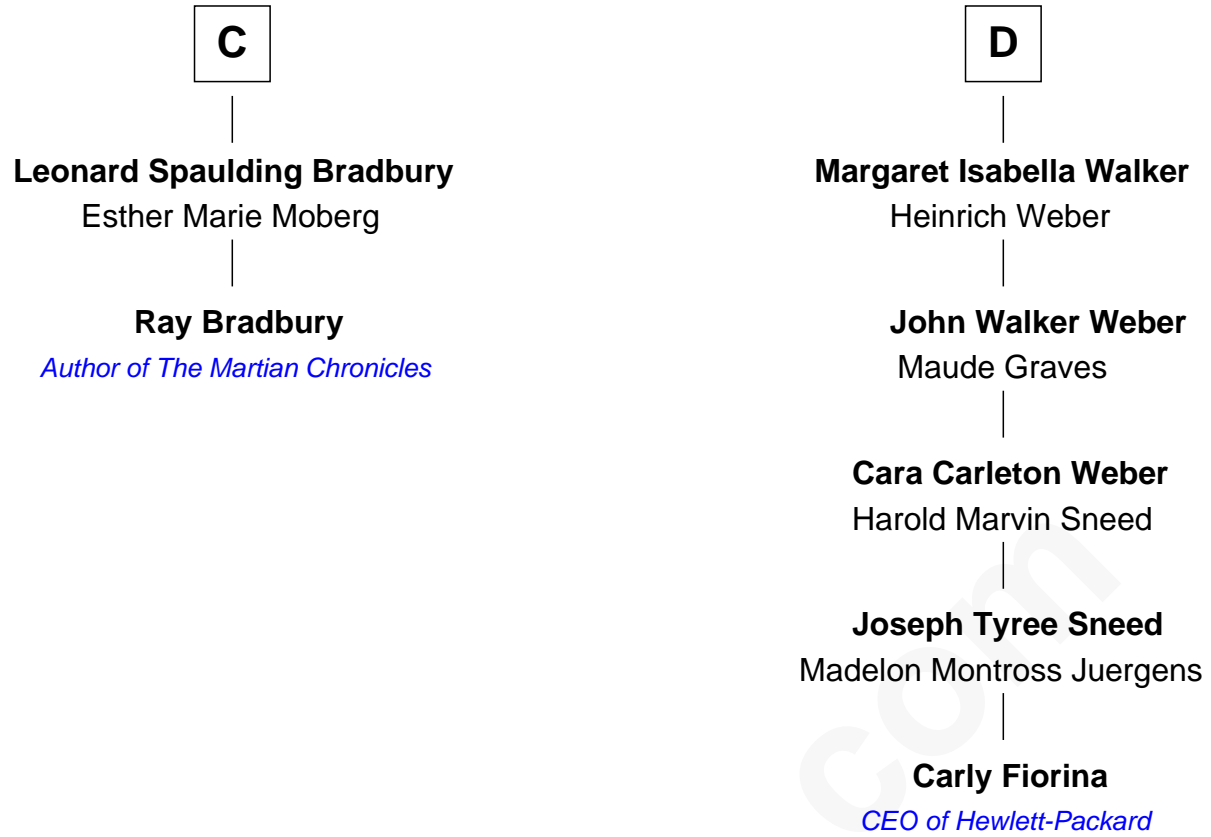 C
Leonard Spaulding Bradbury
Esther Marie Moberg
Ray Bradbury
Author of The Martian Chronicles
D
Margaret Isabella Walker
Heinrich Weber
John Walker Weber
Maude Graves
Cara Carleton Weber
Harold Marvin Sneed
Joseph Tyree Sneed
Madelon Montross Juergens
Carly Fiorina
CEO of Hewlett-Packard
com